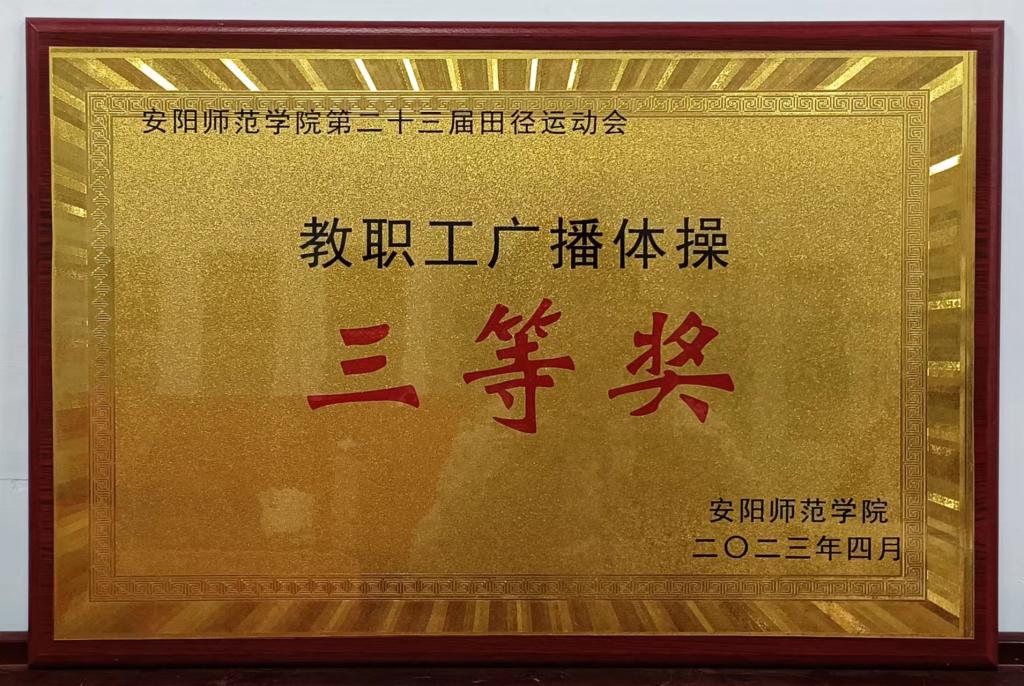 安阳师范学院第二十三届田径运动会
教职工广播体操
三等奖
安阳师范学院
二〇二三年四月